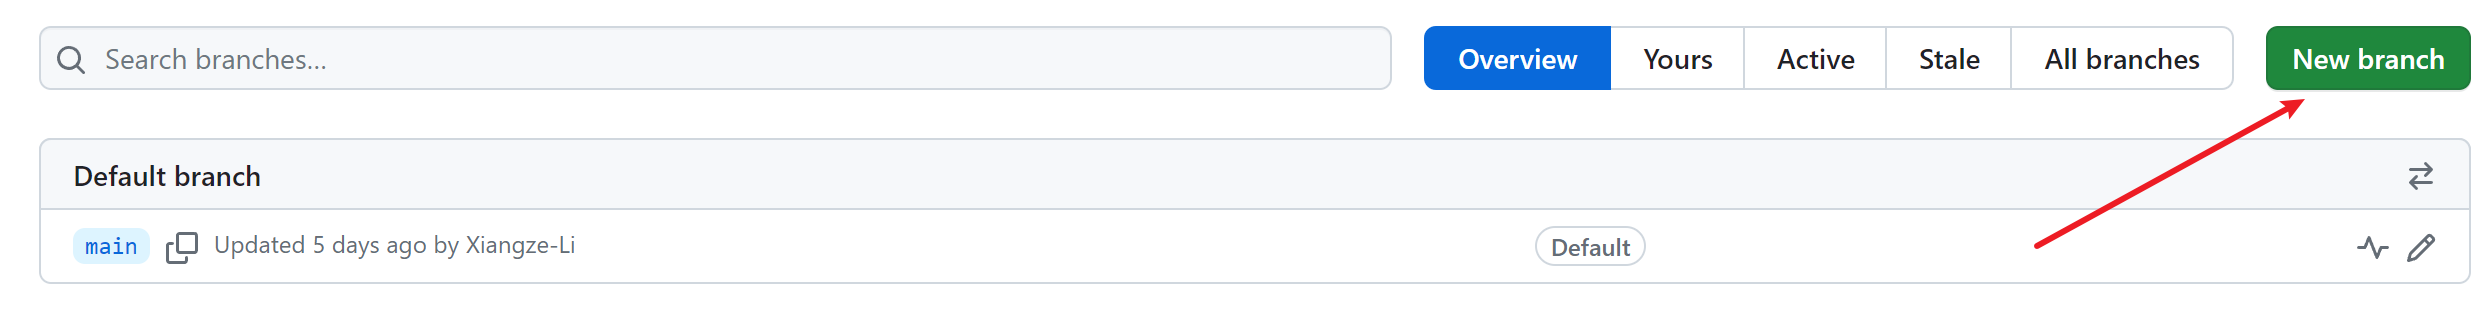 Search branches...
Overview
Yours
Active
Stale
All branches
New branch
Default branch
main Updated 5 days ago by Xiangze-Li Default